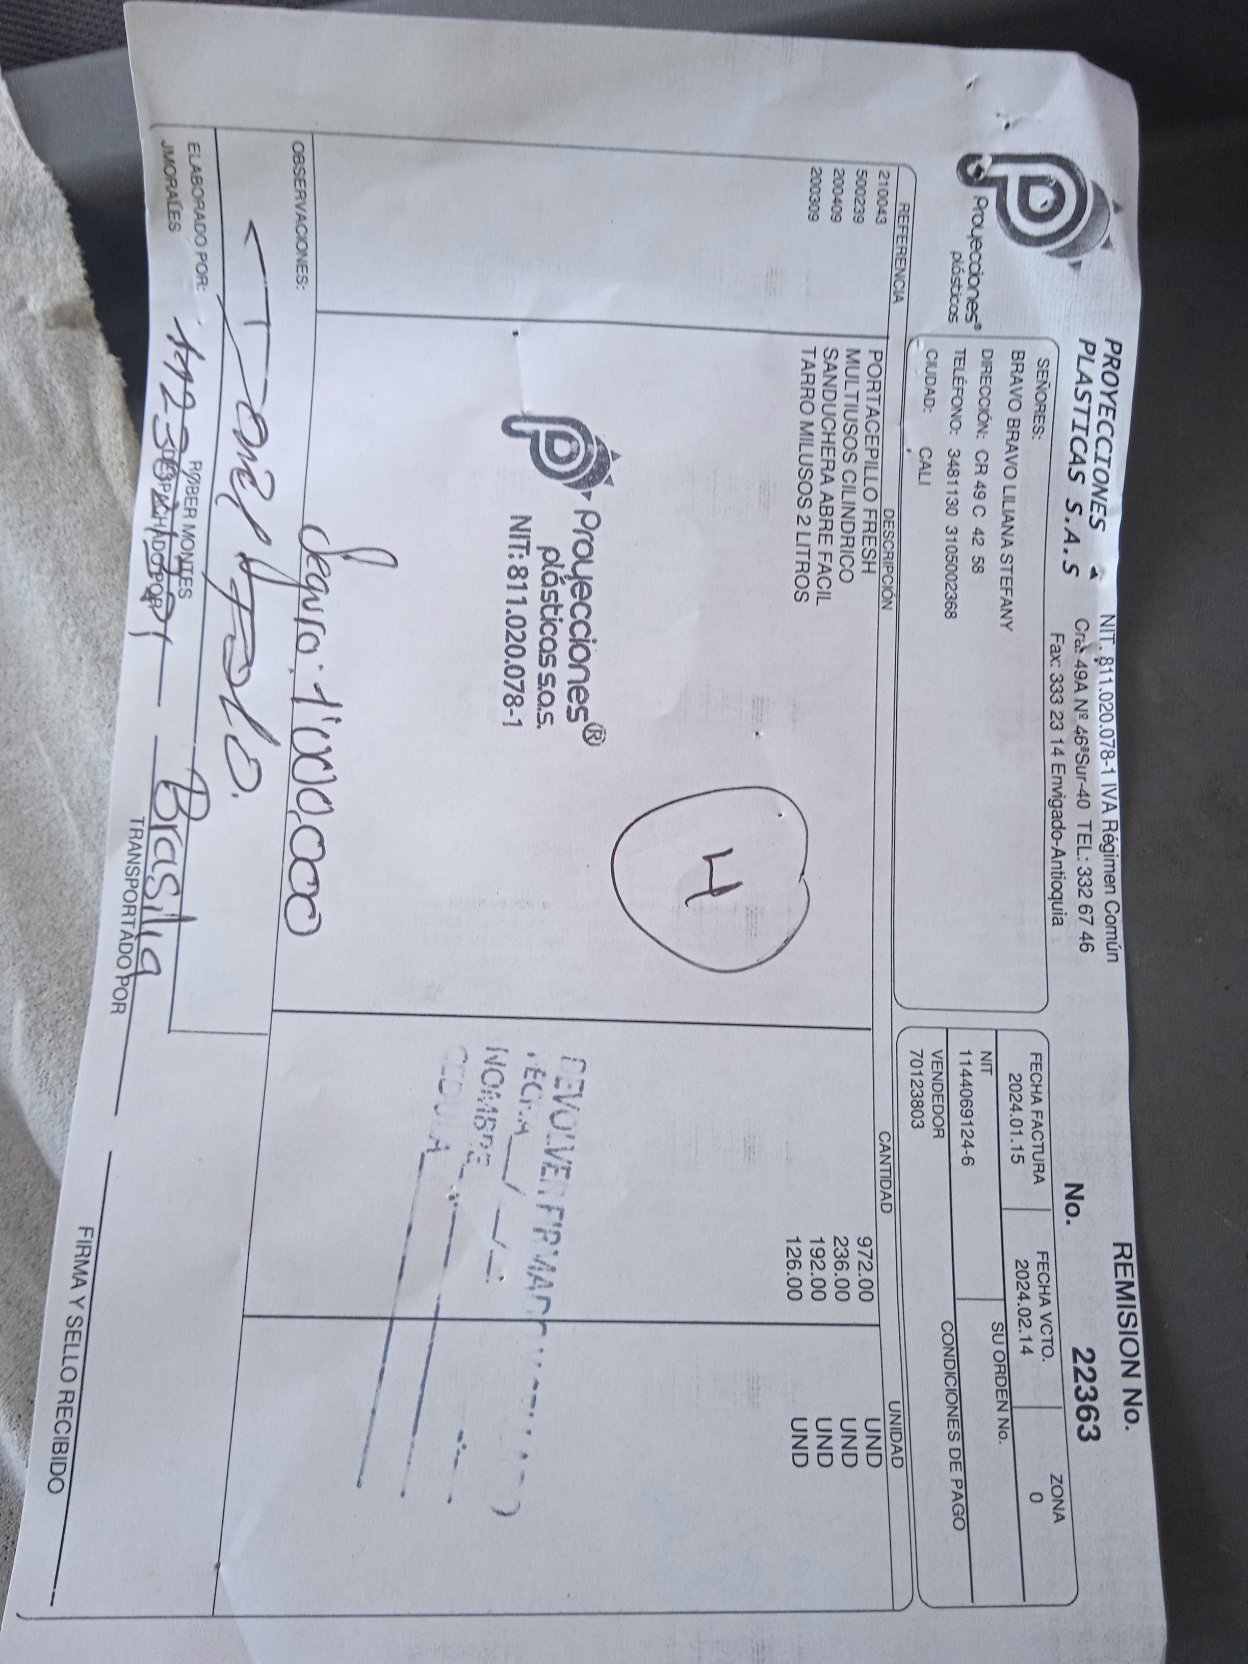 Proyecciones®
plásticos
PROYECCIONES
PLASTICAS S.A.S
NIT. 811.020.078-1 IVA Régimen Común
Cra. 49A Nº 46ªSur-40 TEL: 332 67 46
Fax: 333 23 14 Envigado-Antioquia
REMISION No.
No. 22363
SEÑORES:
BRAVO BRAVO LILIANA STEFANY
DIRECCIÓN: CR 49 C 42 58
TELÉFONO: 3481130 3105002368
CIUDAD: CALI
FECHA FACTURA FECHA VCTO. ZONA
2024.01.15 2024.02.14 0
NIT SU ORDEN No.
1144069124-6
VENDEDOR CONDICIONES DE PAGO
70123803
REFERENCIA DESCRIPCIÓN CANTIDAD UNIDAD
210043 PORTACEPILLO FRESH 972.00 UND
500239 MULTIUSOS CILINDRICO 236.00 UND
200409 SANDUCHERA ABRE FACIL 192.00 UND
200309 TARRO MILUSOS 2 LITROS 126.00 UND
4
Proyecciones®
plásticas s.a.s.
NIT: 811.020.078-1
DEVOLVER FIRMADO
FECHA
NOMBRE
CEDULA
Seguro: 1'000,000
OBSERVACIONES:
ELABORADO POR: ROBER MONTES
JMORALES DESPACHADO POR
Brasilia
TRANSPORTADO POR
FIRMA Y SELLO RECIBIDO